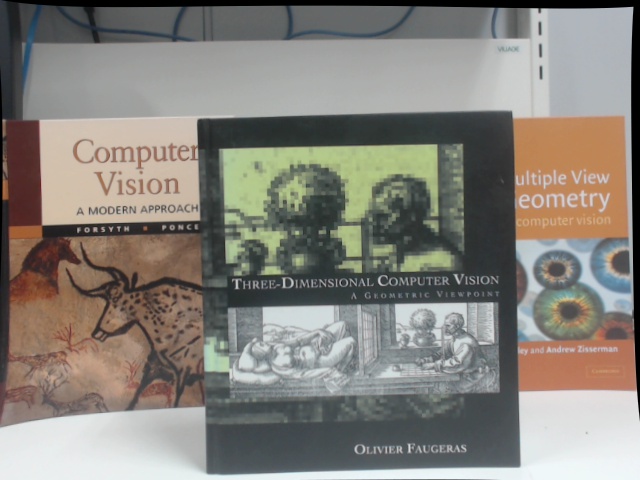 Computer
Vision
A MODERN APPROACH
FORSYTH ▪ PONCE
THREE-DIMENSIONAL COMPUTER VISION
A GEOMETRIC VIEWPOINT
OLIVIER FAUGERAS
ultiple View
eometry
computer vision
ley and Andrew Zisserman